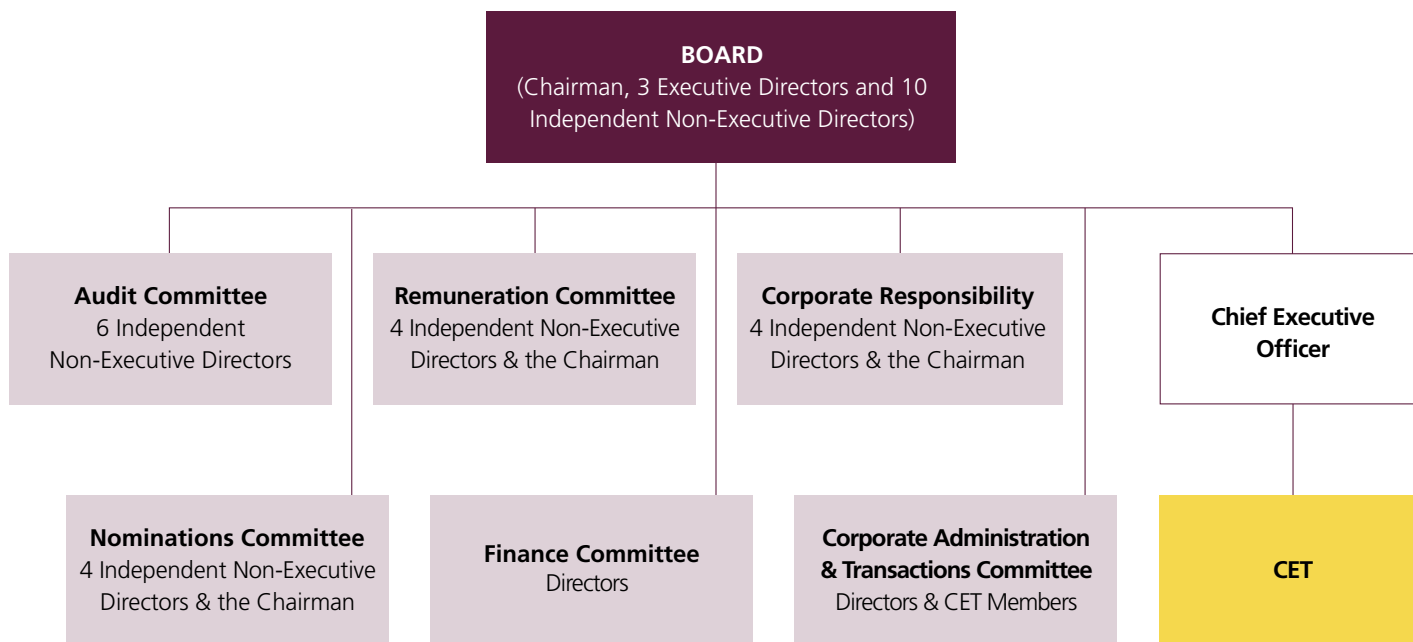 BOARD
(Chairman, 3 Executive Directors and 10
Independent Non-Executive Directors)
Audit Committee
6 Independent
Non-Executive Directors
Remuneration Committee
4 Independent Non-Executive
Directors & the Chairman
Corporate Responsibility
4 Independent Non-Executive
Directors & the Chairman
Chief Executive
Officer
Nominations Committee
4 Independent Non-Executive
Directors & the Chairman
Finance Committee
Directors
Corporate Administration
& Transactions Committee
Directors & CET Members
CET